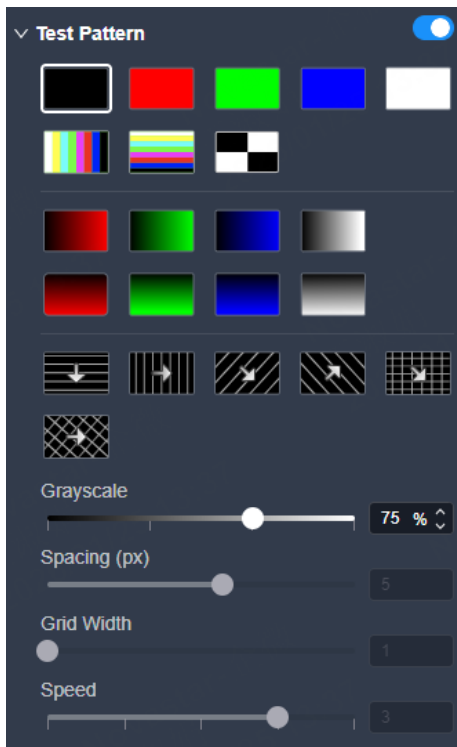 Test Pattern
Grayscale
75 %
Spacing (px)
5
Grid Width
1
Speed
3